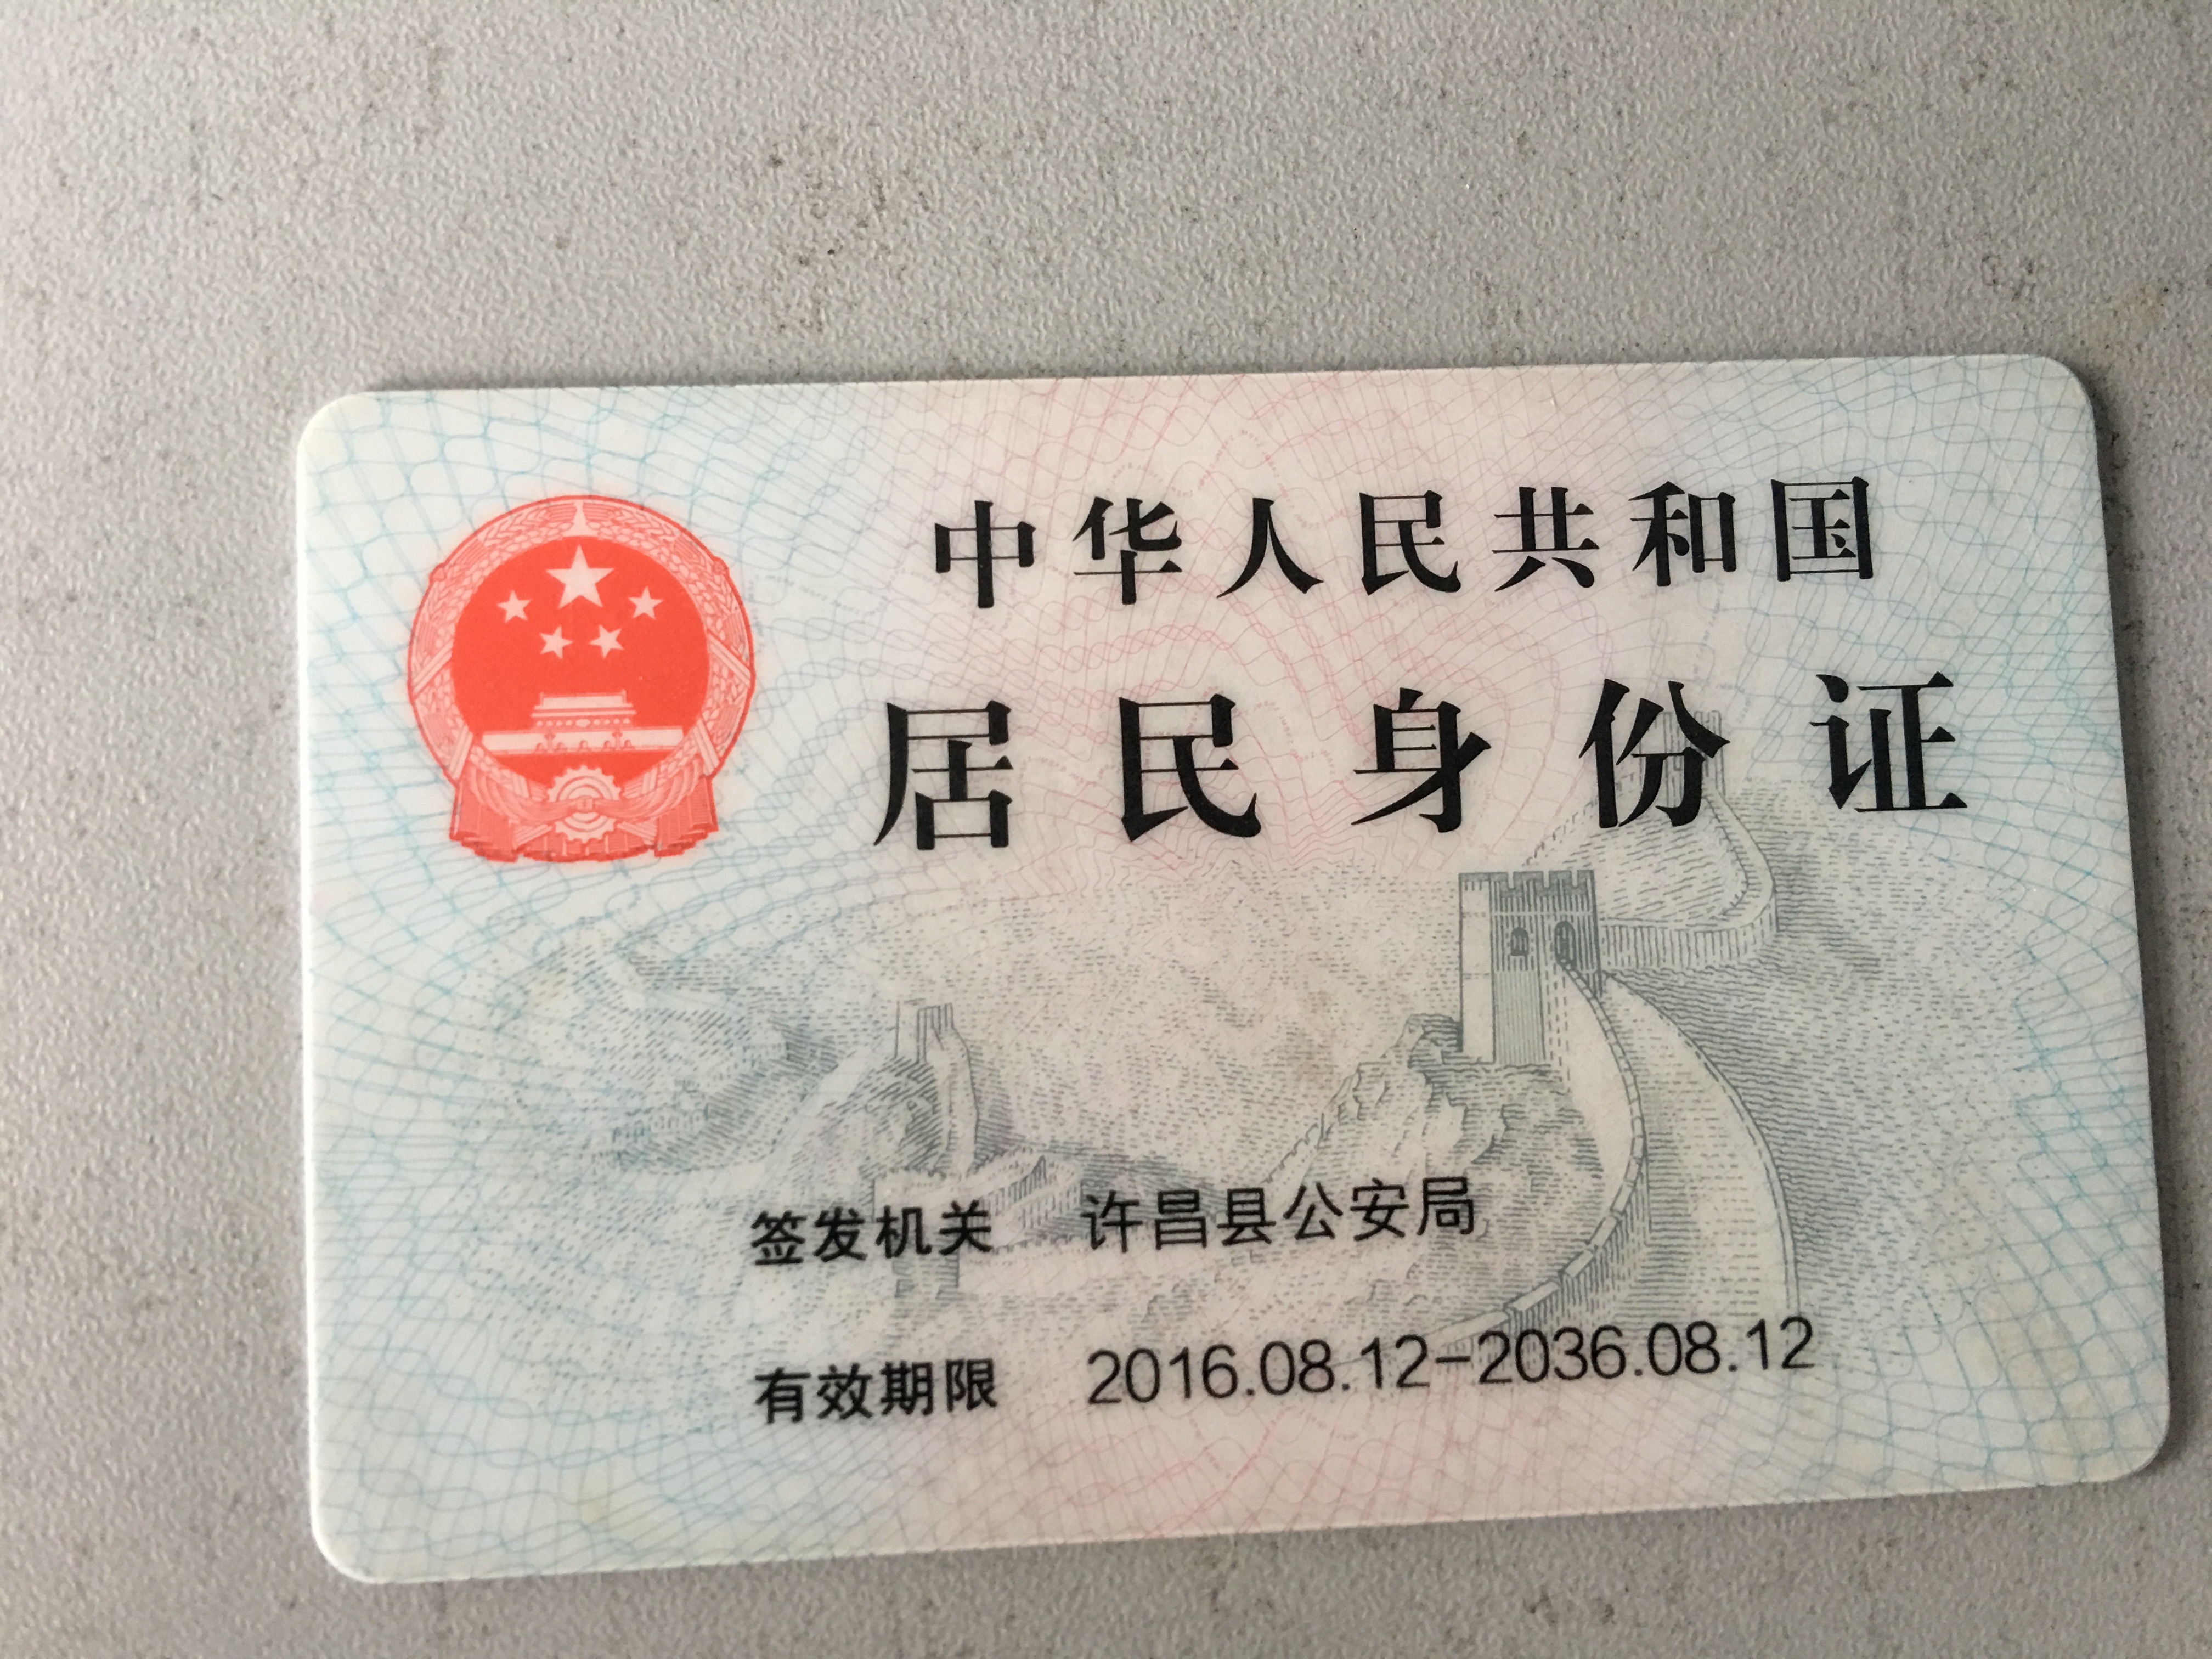 中华人民共和国
居民身份证
签发机关 许昌县公安局
有效期限 2016.08.12-2036.08.12